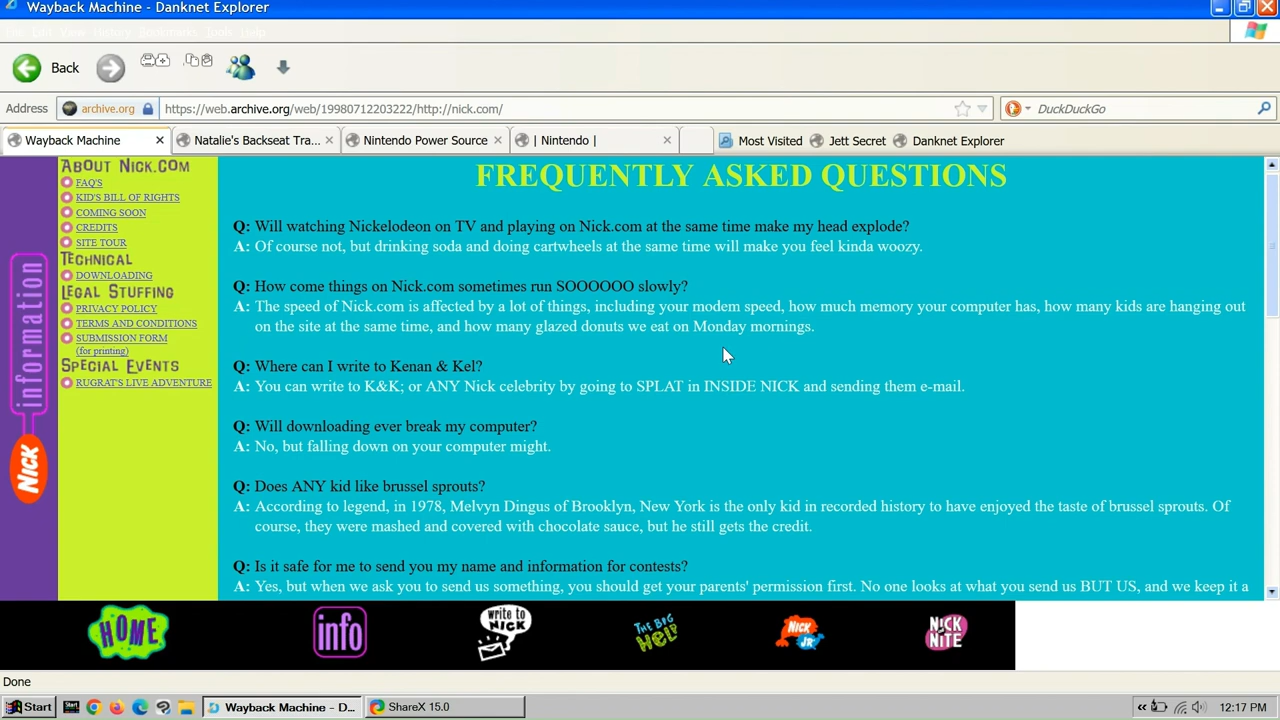 Wayback Machine - Danknet Explorer
File Edit View History Bookmarks Tools Help
Back
Address archive.org https://web.archive.org/web/19980712203222/http://nick.com/ DuckDuckGo
Wayback Machine Natalie's Backseat Tra... Nintendo Power Source | Nintendo | Most Visited Jett Secret Danknet Explorer
ABOUT NICK.COM
FAQ'S
KID'S BILL OF RIGHTS
COMING SOON
CREDITS
SITE TOUR
TECHNICAL
DOWNLOADING
LEGAL STUFFING
PRIVACY POLICY
TERMS AND CONDITIONS
SUBMISSION FORM
(for printing)
SPECIAL EVENTS
RUGRAT'S LIVE ADVENTURE
information
NICK
FREQUENTLY ASKED QUESTIONS
Q: Will watching Nickelodeon on TV and playing on Nick.com at the same time make my head explode?
A: Of course not, but drinking soda and doing cartwheels at the same time will make you feel kinda woozy.
Q: How come things on Nick.com sometimes run SOOOOOO slowly?
A: The speed of Nick.com is affected by a lot of things, including your modem speed, how much memory your computer has, how many kids are hanging out
on the site at the same time, and how many glazed donuts we eat on Monday mornings.
Q: Where can I write to Kenan & Kel?
A: You can write to K&K; or ANY Nick celebrity by going to SPLAT in INSIDE NICK and sending them e-mail.
Q: Will downloading ever break my computer?
A: No, but falling down on your computer might.
Q: Does ANY kid like brussel sprouts?
A: According to legend, in 1978, Melvyn Dingus of Brooklyn, New York is the only kid in recorded history to have enjoyed the taste of brussel sprouts. Of
course, they were mashed and covered with chocolate sauce, but he still gets the credit.
Q: Is it safe for me to send you my name and information for contests?
A: Yes, but when we ask you to send us something, you should get your parents' permission first. No one looks at what you send us BUT US, and we keep it a
HOME info write to NICK THE BIG HELP NICK JR NICK NITE
Done
Start Wayback Machine - D... ShareX 15.0 12:17 PM